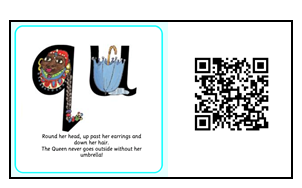 qu
Round her head, up past her earrings and
down her hair.
The Queen never goes outside without her
umbrella!